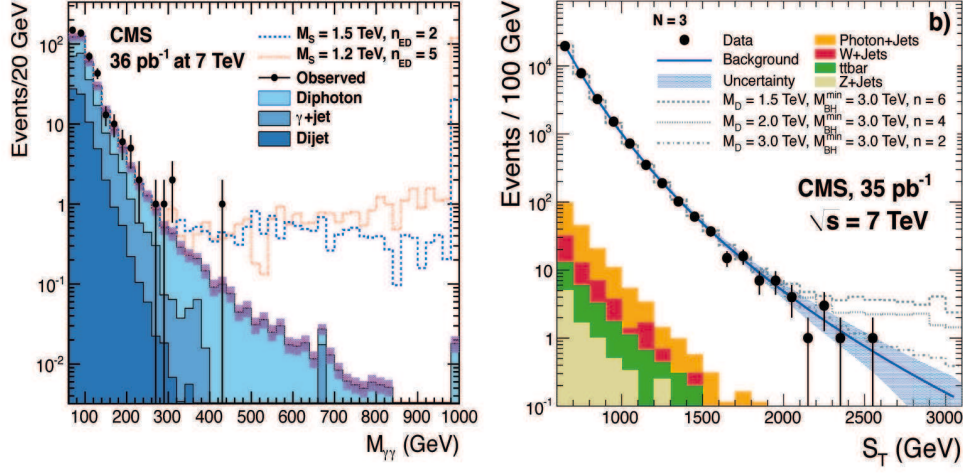 CMS
36 pb⁻¹ at 7 TeV
M_S = 1.5 TeV, n_ED = 2
M_S = 1.2 TeV, n_ED = 5
Observed
Diphoton
γ+jet
Dijet
Events/20 GeV
10²
10
1
10⁻¹
10⁻²
100 200 300 400 500 600 700 800 900 1000
M_γγ (GeV)
b)
N = 3
Data
Background
Uncertainty
Photon+Jets
W+Jets
ttbar
Z+Jets
M_D = 1.5 TeV, M_BH^min = 3.0 TeV, n = 6
M_D = 2.0 TeV, M_BH^min = 3.0 TeV, n = 4
M_D = 3.0 TeV, M_BH^min = 3.0 TeV, n = 2
CMS, 35 pb⁻¹
√s = 7 TeV
Events / 100 GeV
10⁴
10³
10²
10
1
10⁻¹
1000 1500 2000 2500 3000
S_T (GeV)